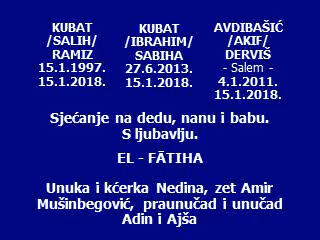 KUBAT
/SALIH/
RAMIZ
15.1.1997.
15.1.2018.
KUBAT
/IBRAHIM/
SABIHA
27.6.2013.
15.1.2018.
AVDIBAŠIĆ
/AKIF/
DERVIŠ
- Salem -
4.1.2011.
15.1.2018.
Sjećanje na dedu, nanu i babu.
S ljubavlju.
EL - FĀTIHA
Unuka i kćerka Nedina, zet Amir
Mušinbegović, praunučad i unučad
Adin i Ajša